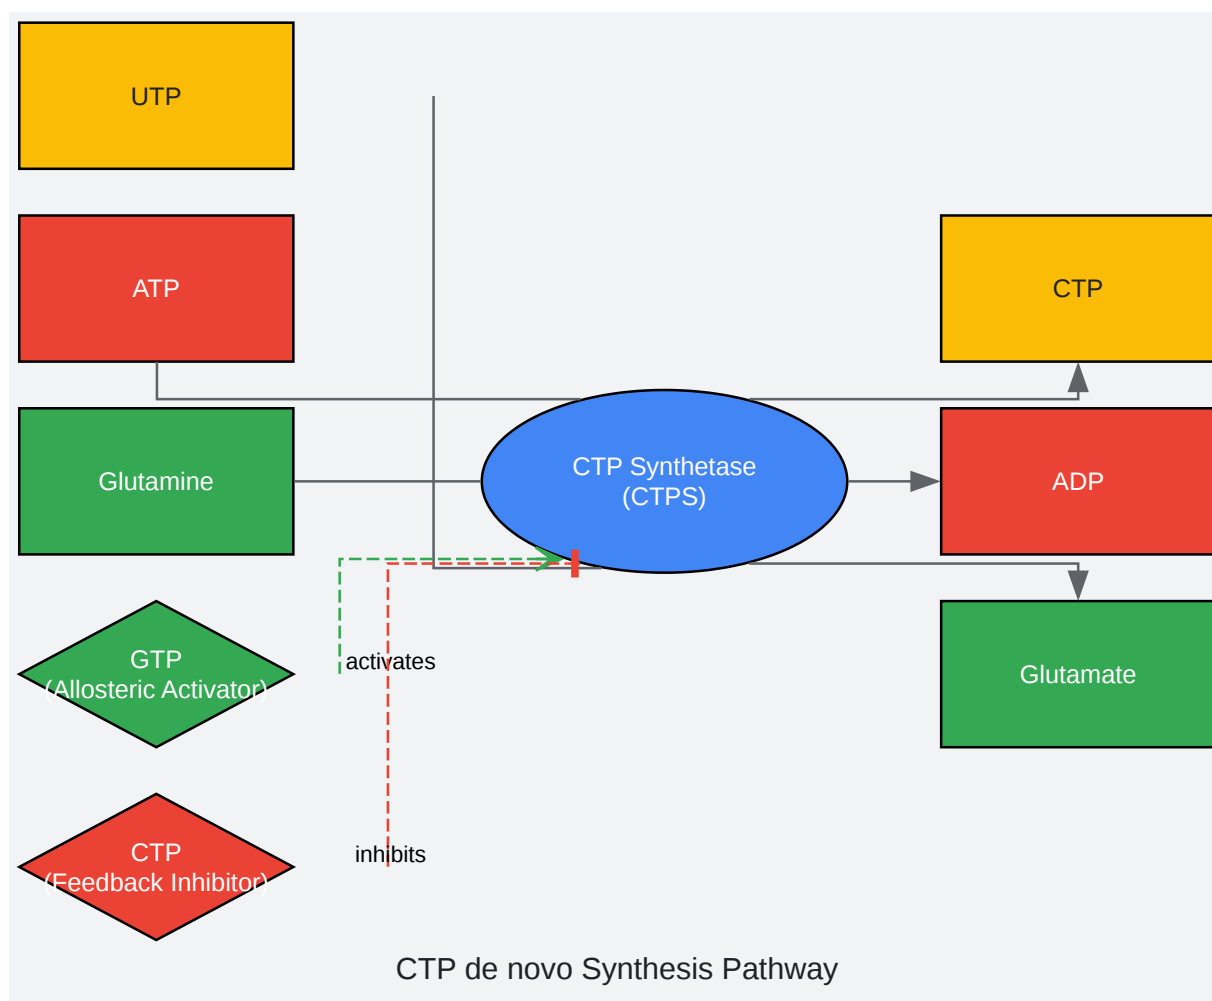 UTP
ATP
CTP
Glutamine
CTP Synthetase
(CTPS)
ADP
GTP
(Allosteric Activator)
activates
Glutamate
CTP
(Feedback Inhibitor)
inhibits
CTP de novo Synthesis Pathway